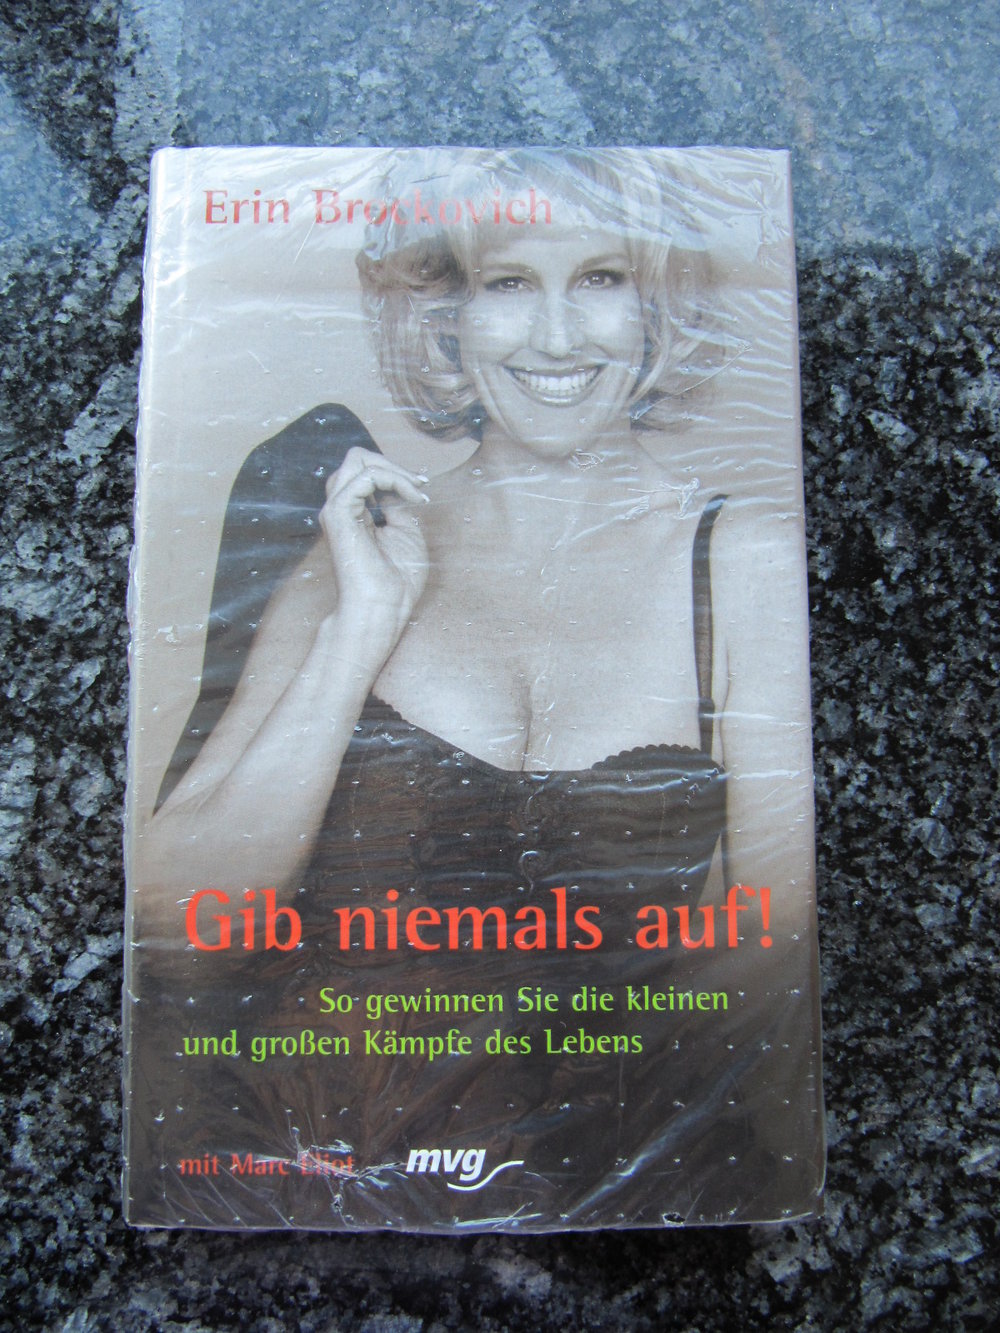 Erin Brockovich
Gib niemals auf!
So gewinnen Sie die kleinen
und großen Kämpfe des Lebens
mit Marc Eliot
mvg